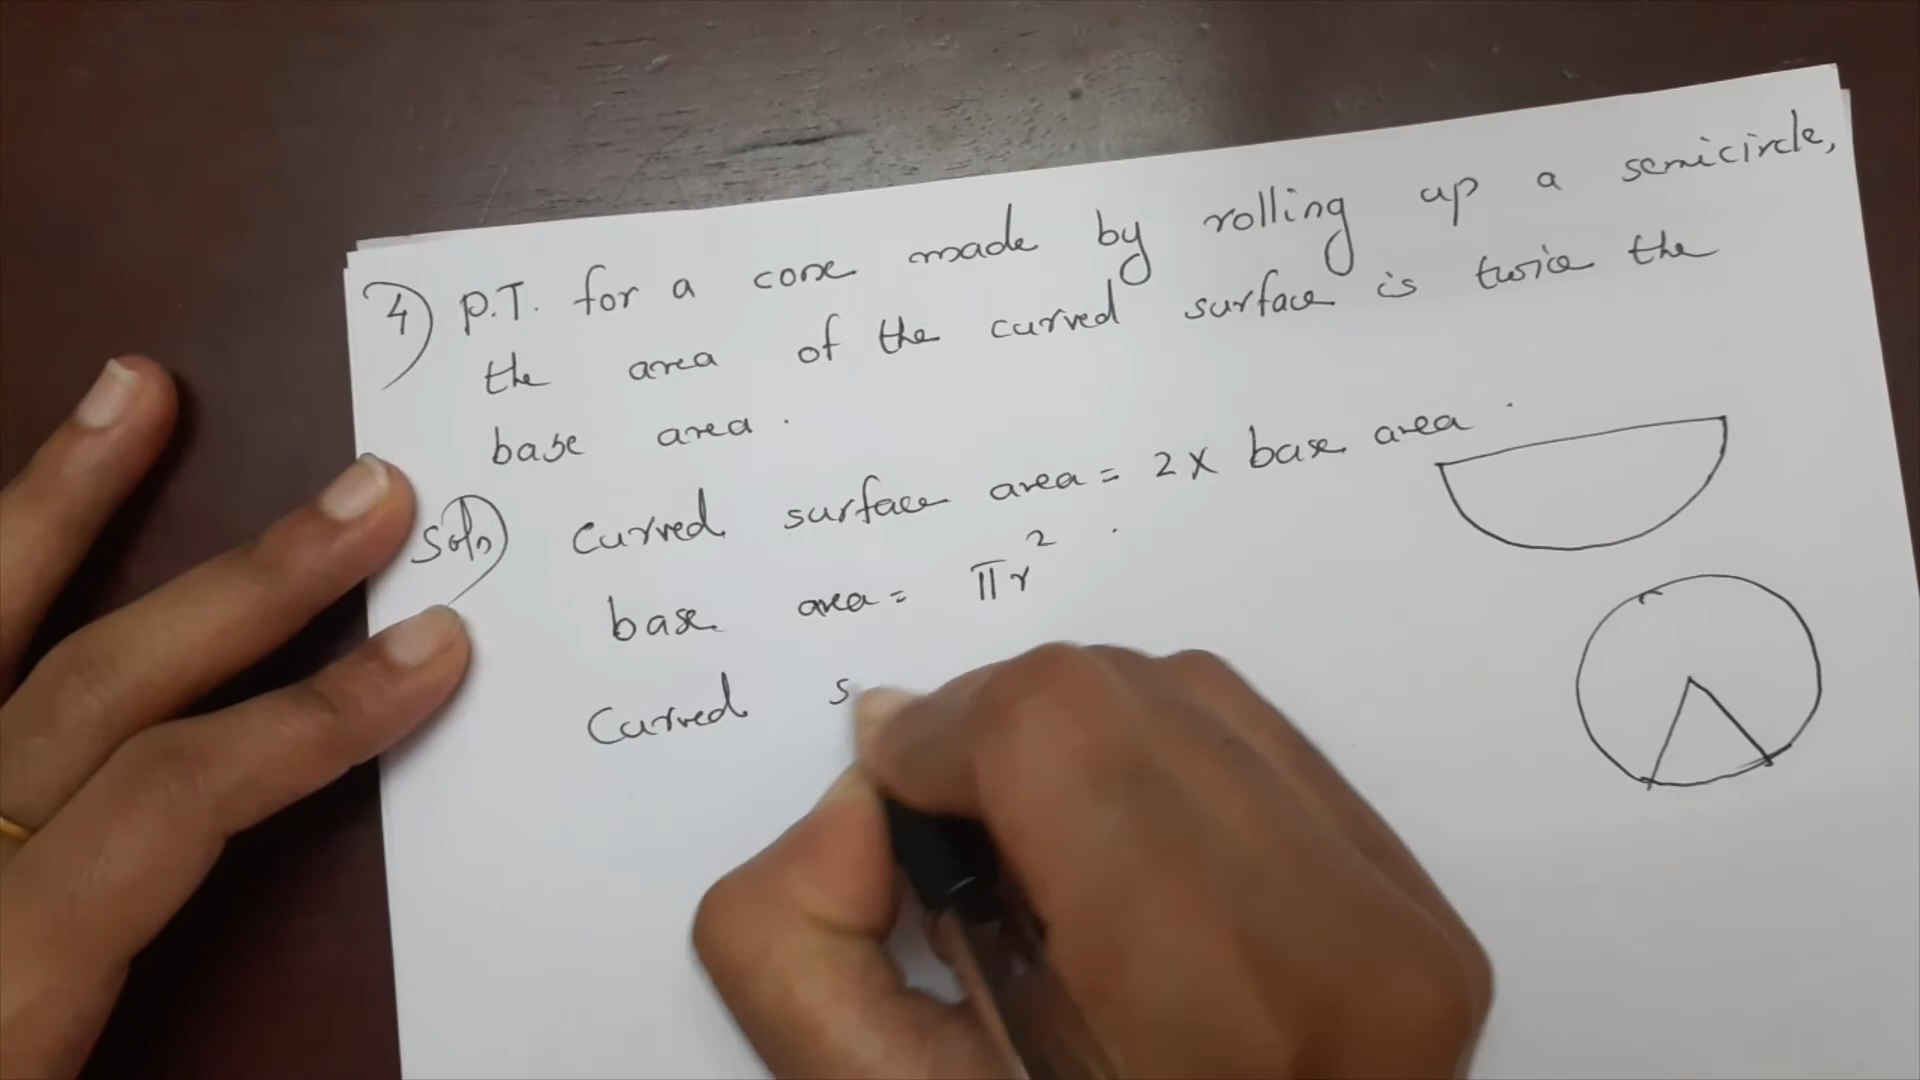 4) P.T. for a cone made by rolling up a semicircle,
the area of the curved surface is twice the
base area.
Soln) Curved surface area = 2 X base area.
base area = πr².
Curved s